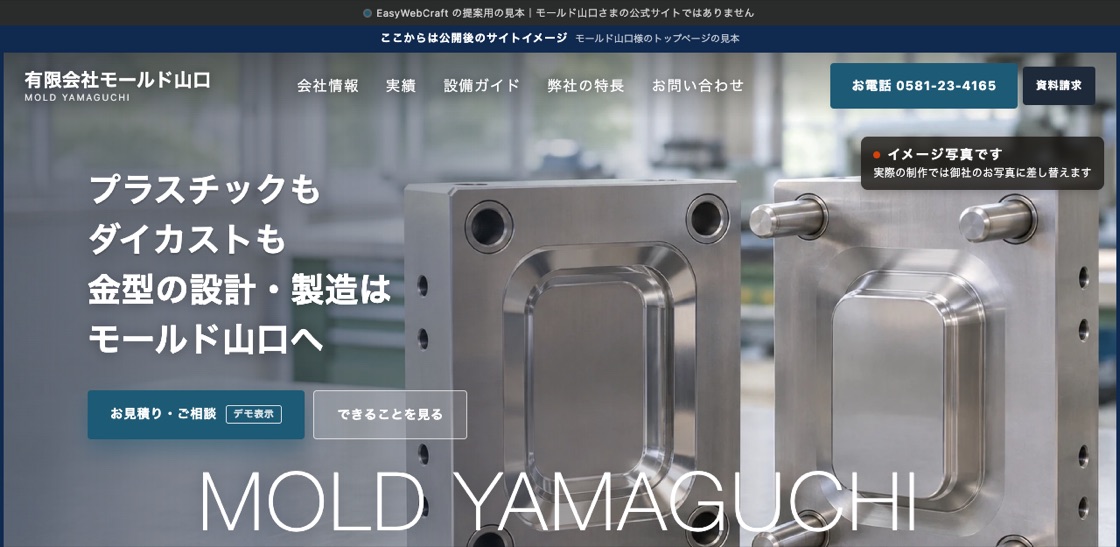 EasyWebCraft の提案用の見本｜モールド山口さまの公式サイトではありません
ここからは公開後のサイトイメージ モールド山口様のトップページの見本
有限会社モールド山口
MOLD YAMAGUCHI
会社情報 実績 設備ガイド 弊社の特長 お問い合わせ
お電話 0581-23-4165
資料請求
イメージ写真です
実際の制作では御社のお写真に差し替えます
プラスチックも
ダイカストも
金型の設計・製造は
モールド山口へ
お見積り・ご相談 デモ表示
できることを見る
MOLD YAMAGUCHI